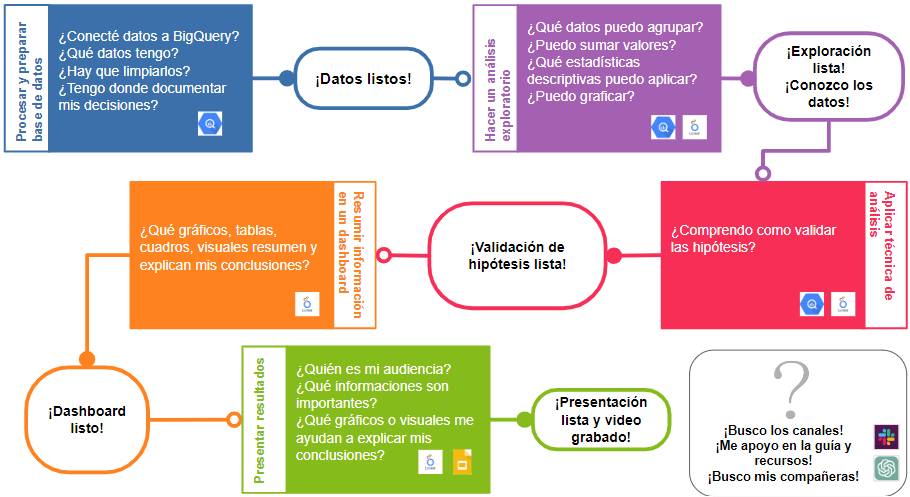 Procesar y preparar
base de datos
¿Conecté datos a BigQuery?
¿Qué datos tengo?
¿Hay que limpiarlos?
¿Tengo donde documentar
mis decisiones?
¡Datos listos!
Hacer un análisis
exploratorio
¿Qué datos puedo agrupar?
¿Puedo sumar valores?
¿Qué estadísticas
descriptivas puedo aplicar?
¿Puedo graficar?
¡Exploración
lista!
¡Conozco los
datos!
Aplicar técnica de
análisis
¿Comprendo como validar
las hipótesis?
¡Validación de
hipótesis lista!
Resumir información
en un dashboard
¿Qué gráficos, tablas,
cuadros, visuales resumen y
explican mis conclusiones?
¡Dashboard
listo!
Presentar resultados
¿Quién es mi audiencia?
¿Qué informaciones son
importantes?
¿Qué gráficos o visuales me
ayudan a explicar mis
conclusiones?
¡Presentación
lista y video
grabado!
?
¡Busco los canales!
¡Me apoyo en la guía y
recursos!
¡Busco mis compañeras!